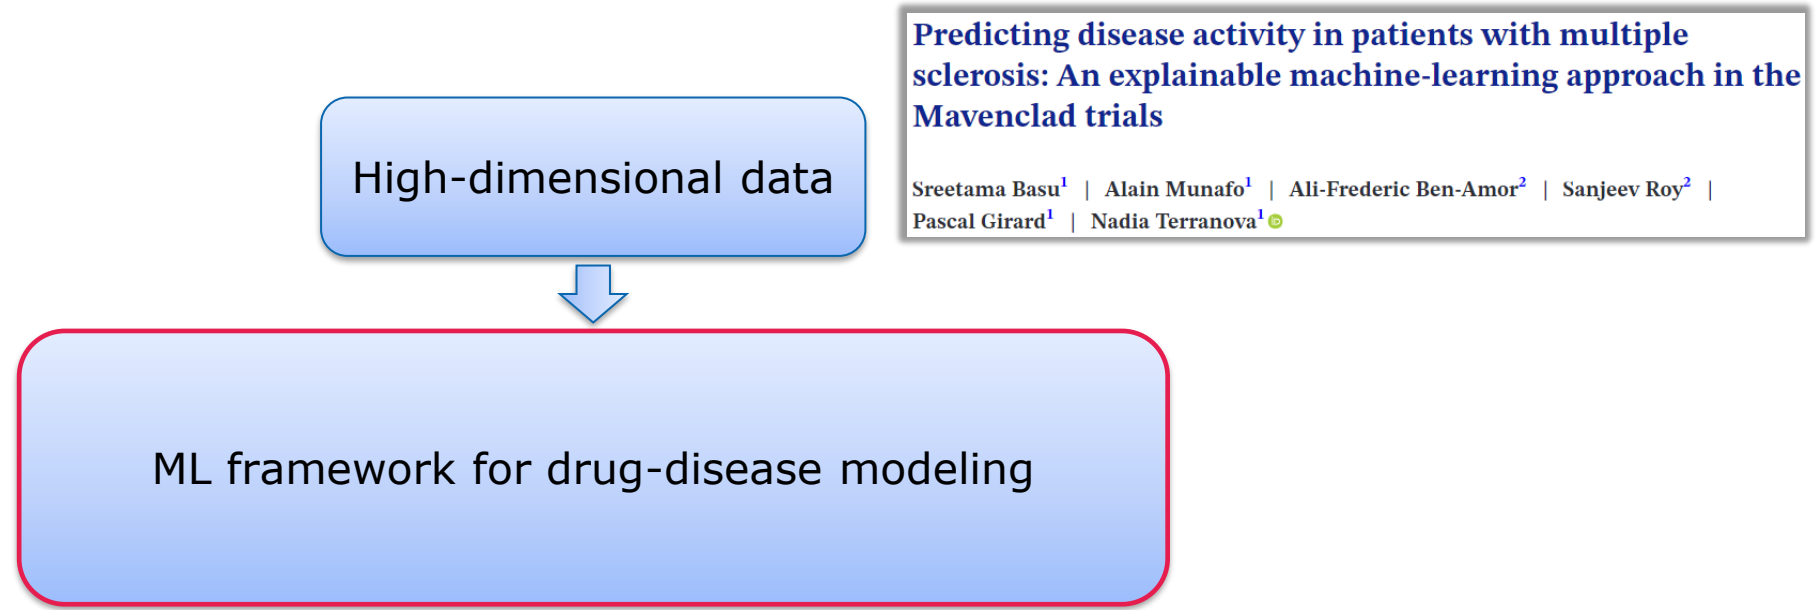 Predicting disease activity in patients with multiple
sclerosis: An explainable machine-learning approach in the
Mavenclad trials
Sreetama Basu1 | Alain Munafo1 | Ali-Frederic Ben-Amor2 | Sanjeev Roy2 |
Pascal Girard1 | Nadia Terranova1 iD
High-dimensional data
ML framework for drug-disease modeling